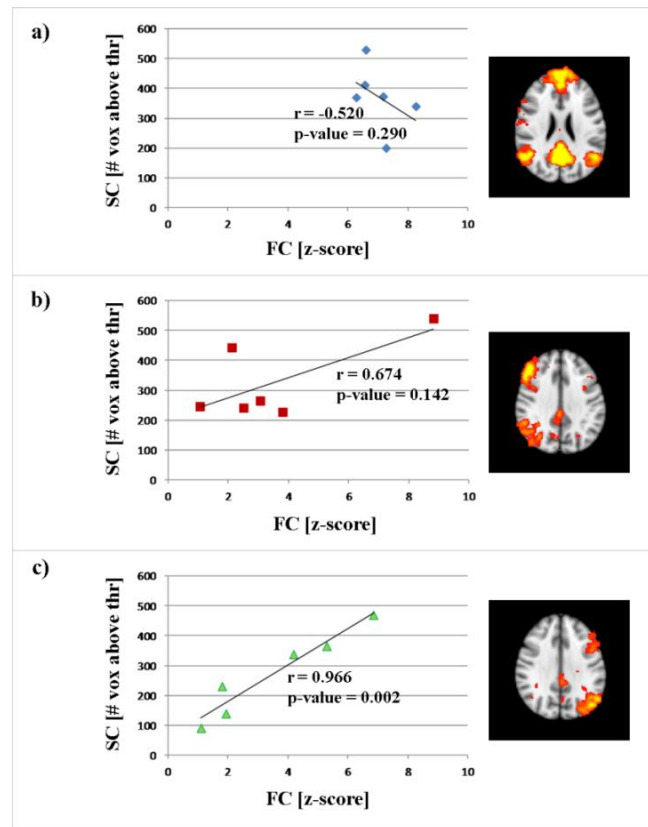 a)
SC [# vox above thr]
600
500
400
300
200
100
0
r = -0.520
p-value = 0.290
0 2 4 6 8 10
FC [z-score]
b)
SC [# vox above thr]
600
500
400
300
200
100
0
r = 0.674
p-value = 0.142
0 2 4 6 8 10
FC [z-score]
c)
SC [# vox above thr]
600
500
400
300
200
100
0
r = 0.966
p-value = 0.002
0 2 4 6 8 10
FC [z-score]